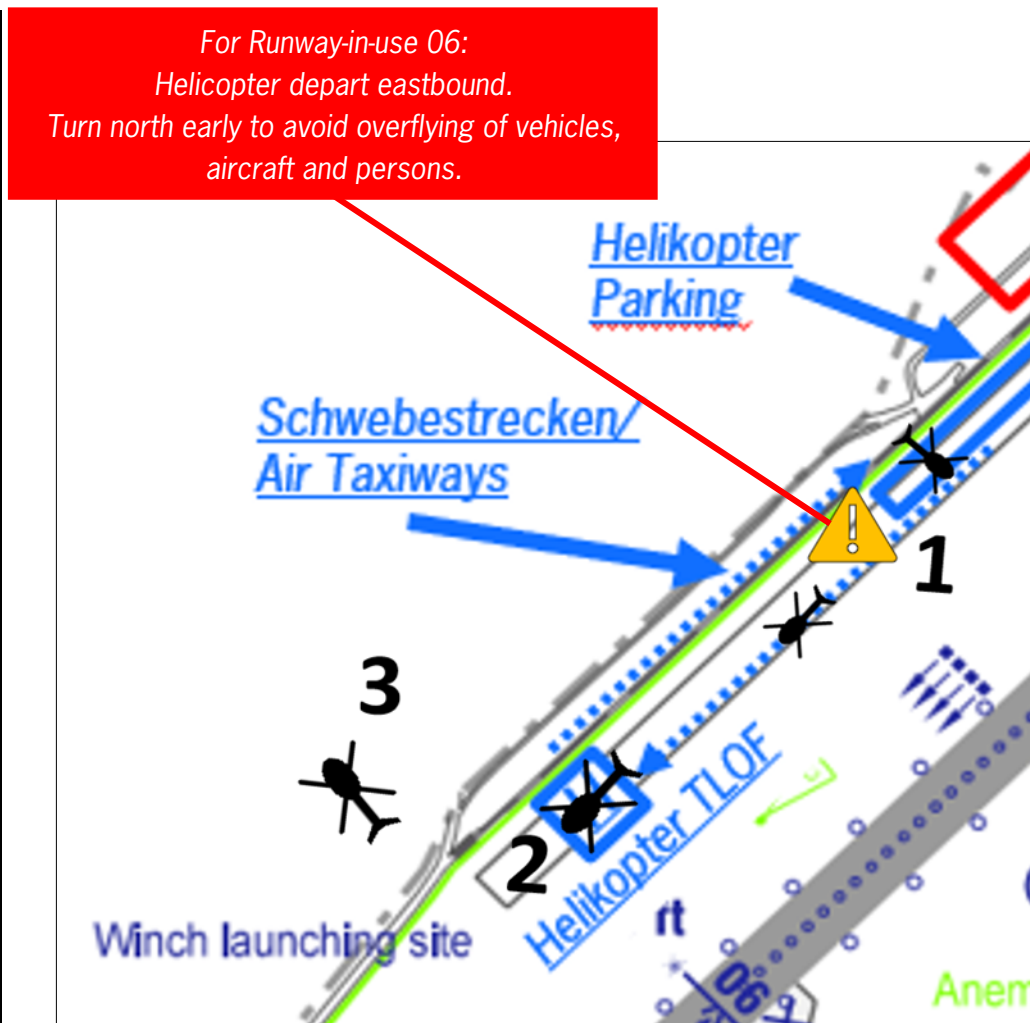 For Runway-in-use 06:
Helicopter depart eastbound.
Turn north early to avoid overflying of vehicles,
aircraft and persons.
Helikopter
Parking
Schwebestrecken/
Air Taxiways
1
3
2
Helikopter TLOF
Winch launching site
rt
06
Anem